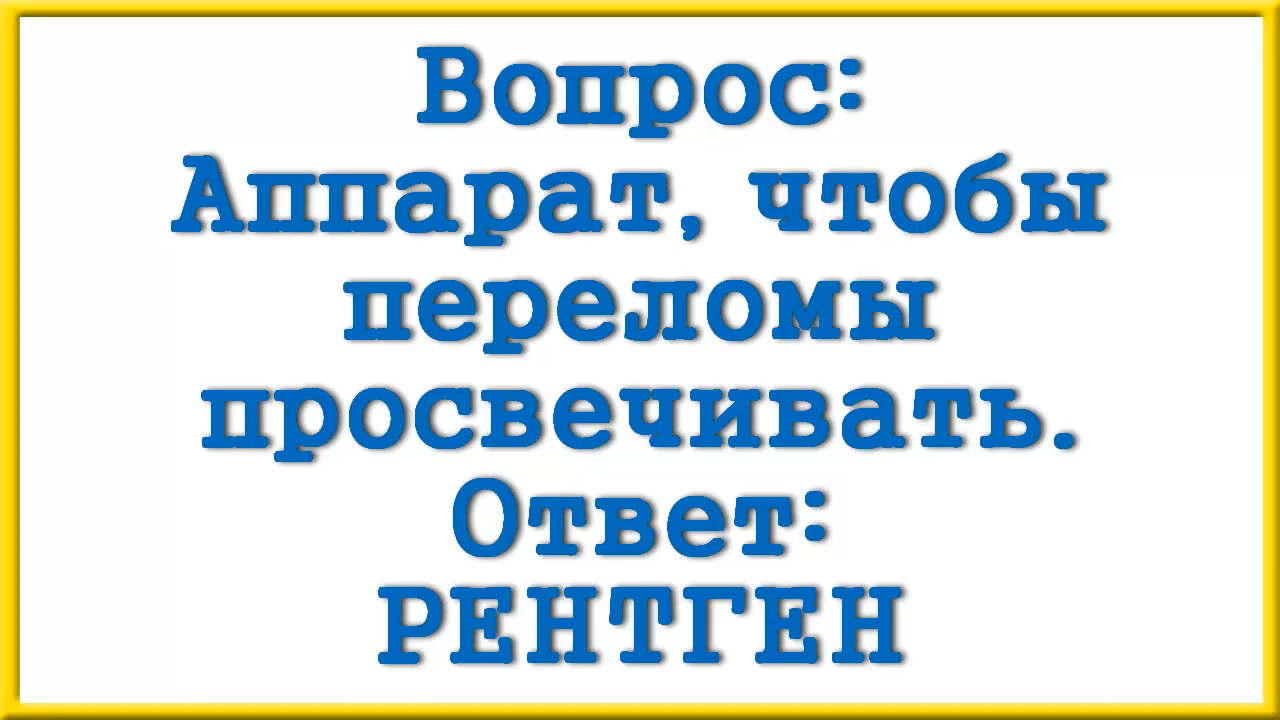 Вопрос:
Аппарат, чтобы
переломы
просвечивать.
Ответ:
РЕНТГЕН